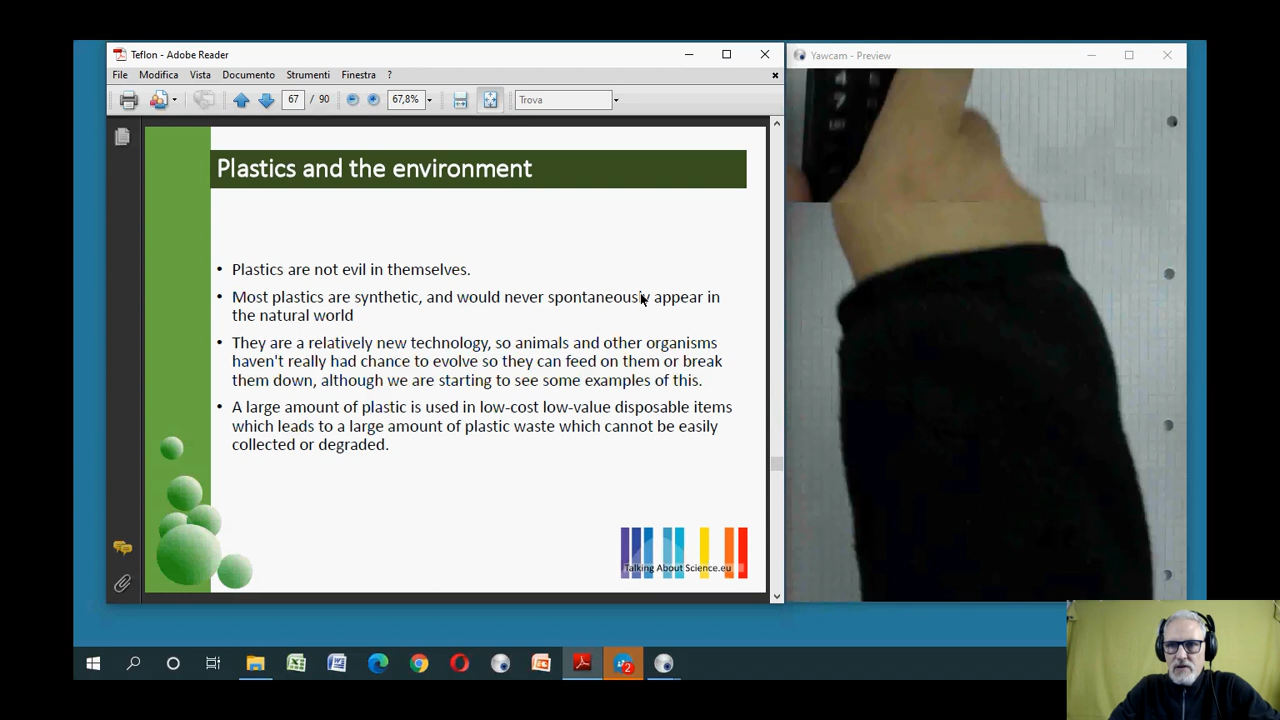 Teflon - Adobe Reader
File Modifica Vista Documento Strumenti Finestra ?
67 / 90 67,8% Trova
Plastics and the environment
• Plastics are not evil in themselves.
• Most plastics are synthetic, and would never spontaneously appear in
the natural world
• They are a relatively new technology, so animals and other organisms
haven't really had chance to evolve so they can feed on them or break
them down, although we are starting to see some examples of this.
• A large amount of plastic is used in low-cost low-value disposable items
which leads to a large amount of plastic waste which cannot be easily
collected or degraded.
Talking About Science.eu
Yawcam - Preview
7
2